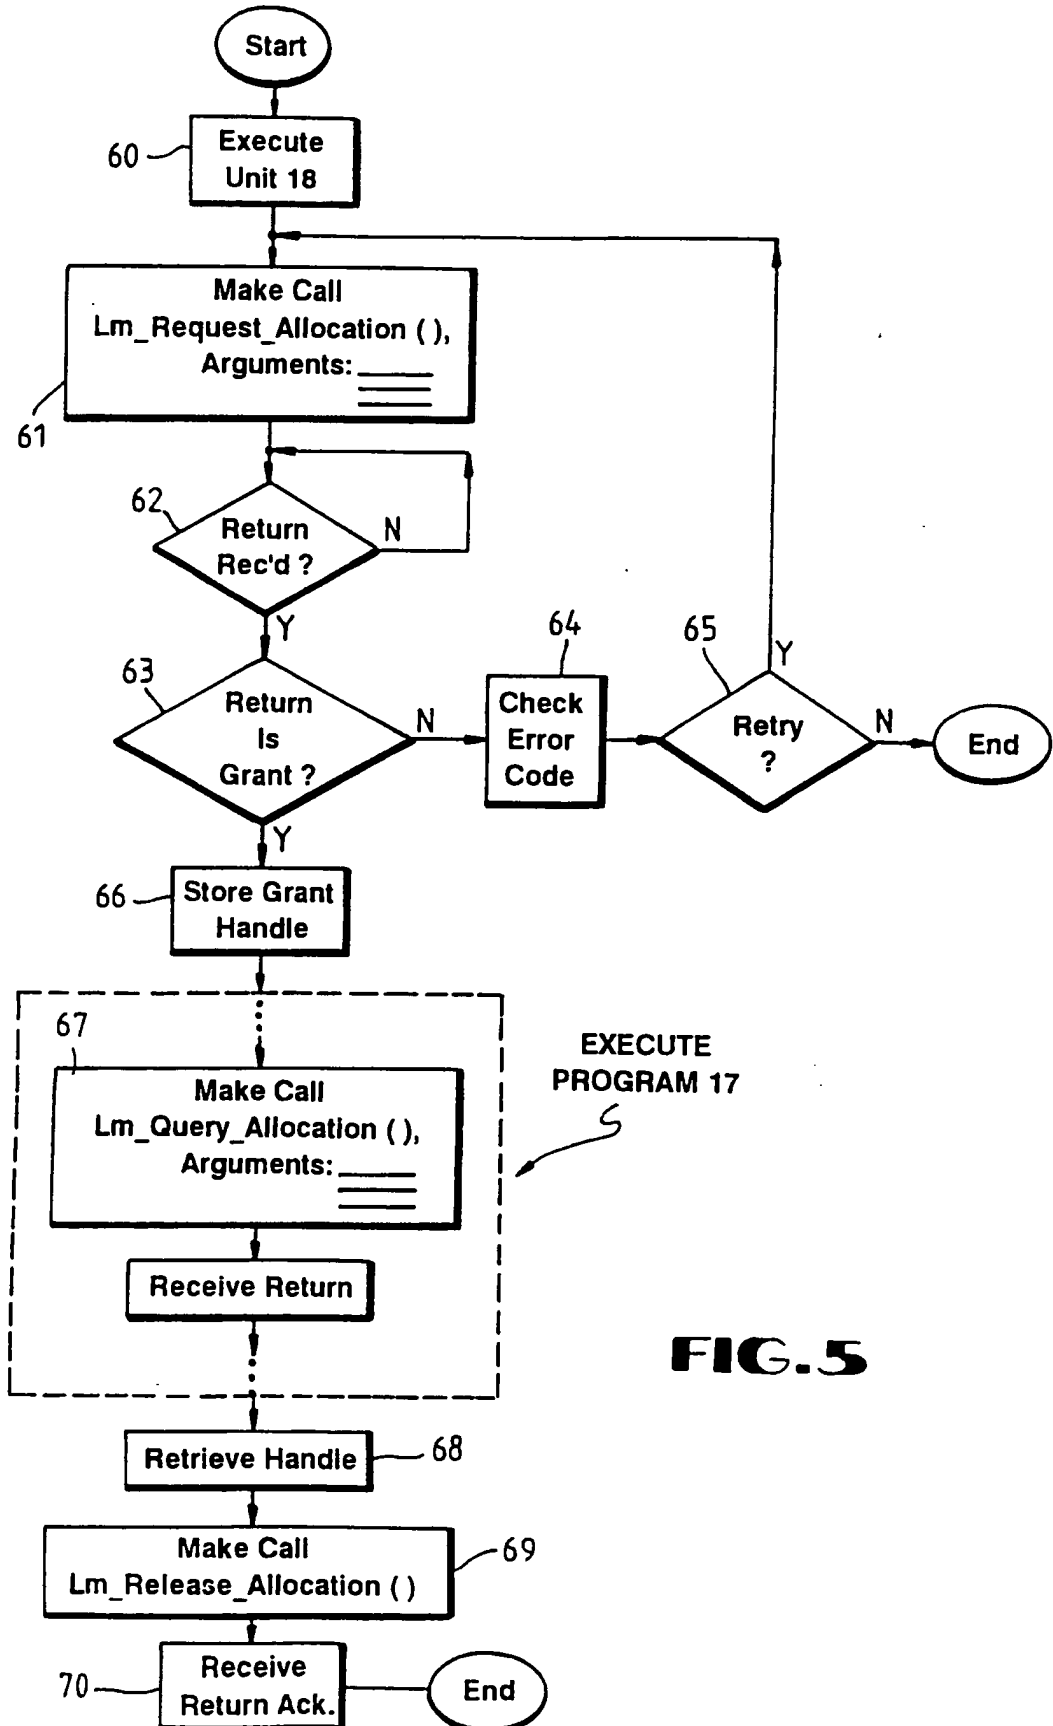 Start
60
Execute
Unit 18
Make Call
Lm_Request_Allocation ( ),
Arguments:
61
62
Return
Rec'd ?
N
Y
63
Return
Is
Grant ?
N
Y
64
Check
Error
Code
65
Retry
?
Y
N
End
66
Store Grant
Handle
67
Make Call
Lm_Query_Allocation ( ),
Arguments:
EXECUTE
PROGRAM 17
Receive Return
FIG.5
Retrieve Handle
68
Make Call
Lm_Release_Allocation ( )
69
70
Receive
Return Ack.
End